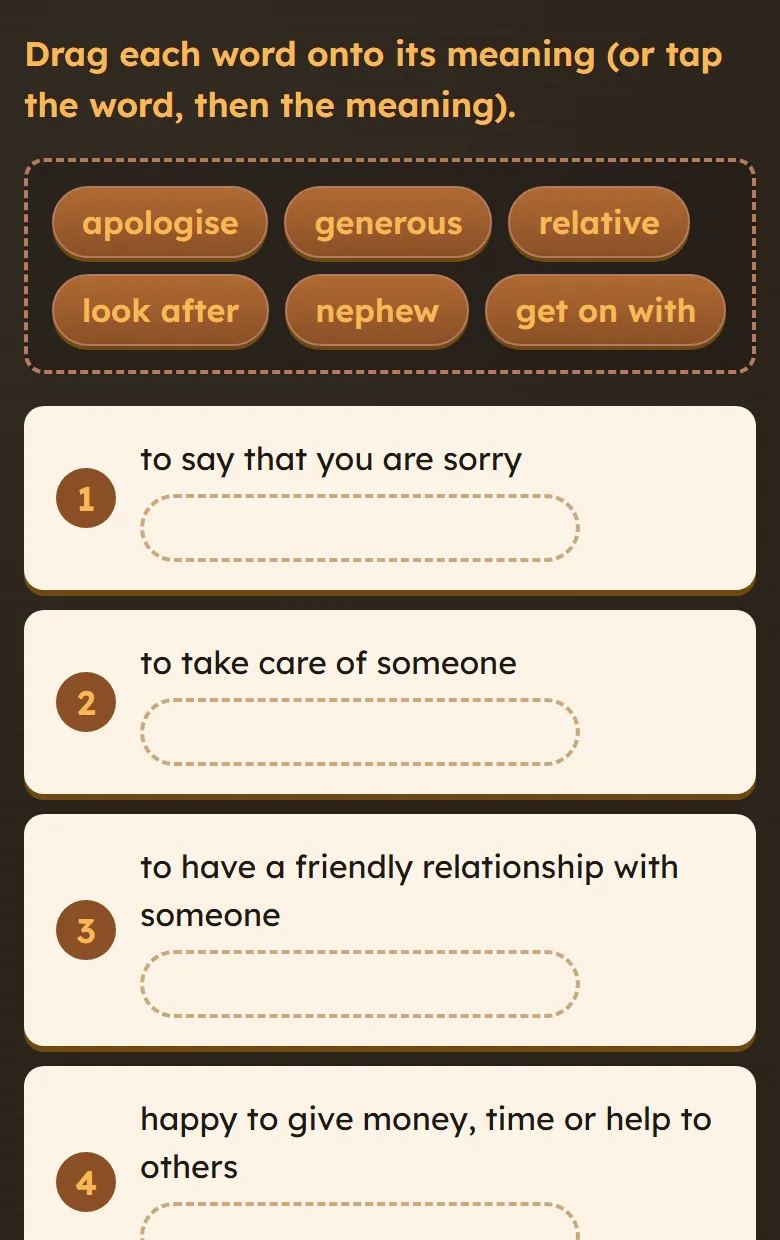 Drag each word onto its meaning (or tap
the word, then the meaning).
apologise generous relative
look after nephew get on with
1 to say that you are sorry
2 to take care of someone
3 to have a friendly relationship with
someone
4 happy to give money, time or help to
others